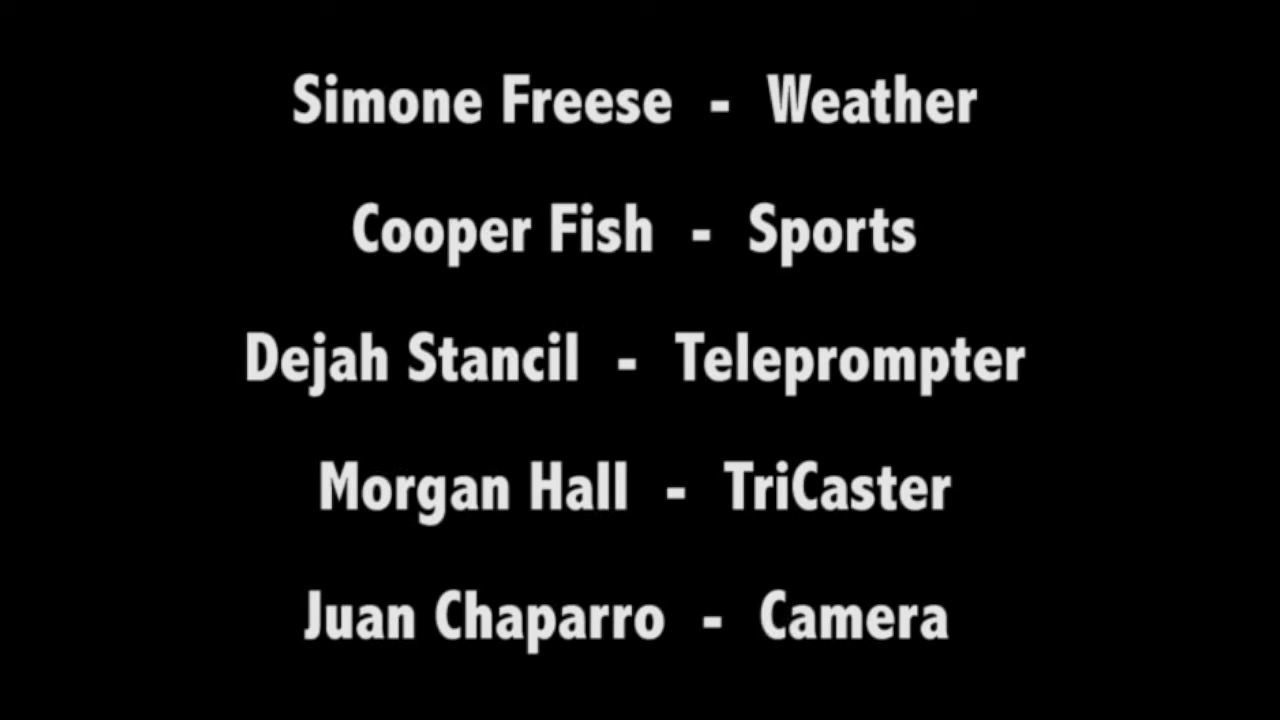 Simone Freese - Weather
Cooper Fish - Sports
Dejah Stancil - Teleprompter
Morgan Hall - TriCaster
Juan Chaparro - Camera